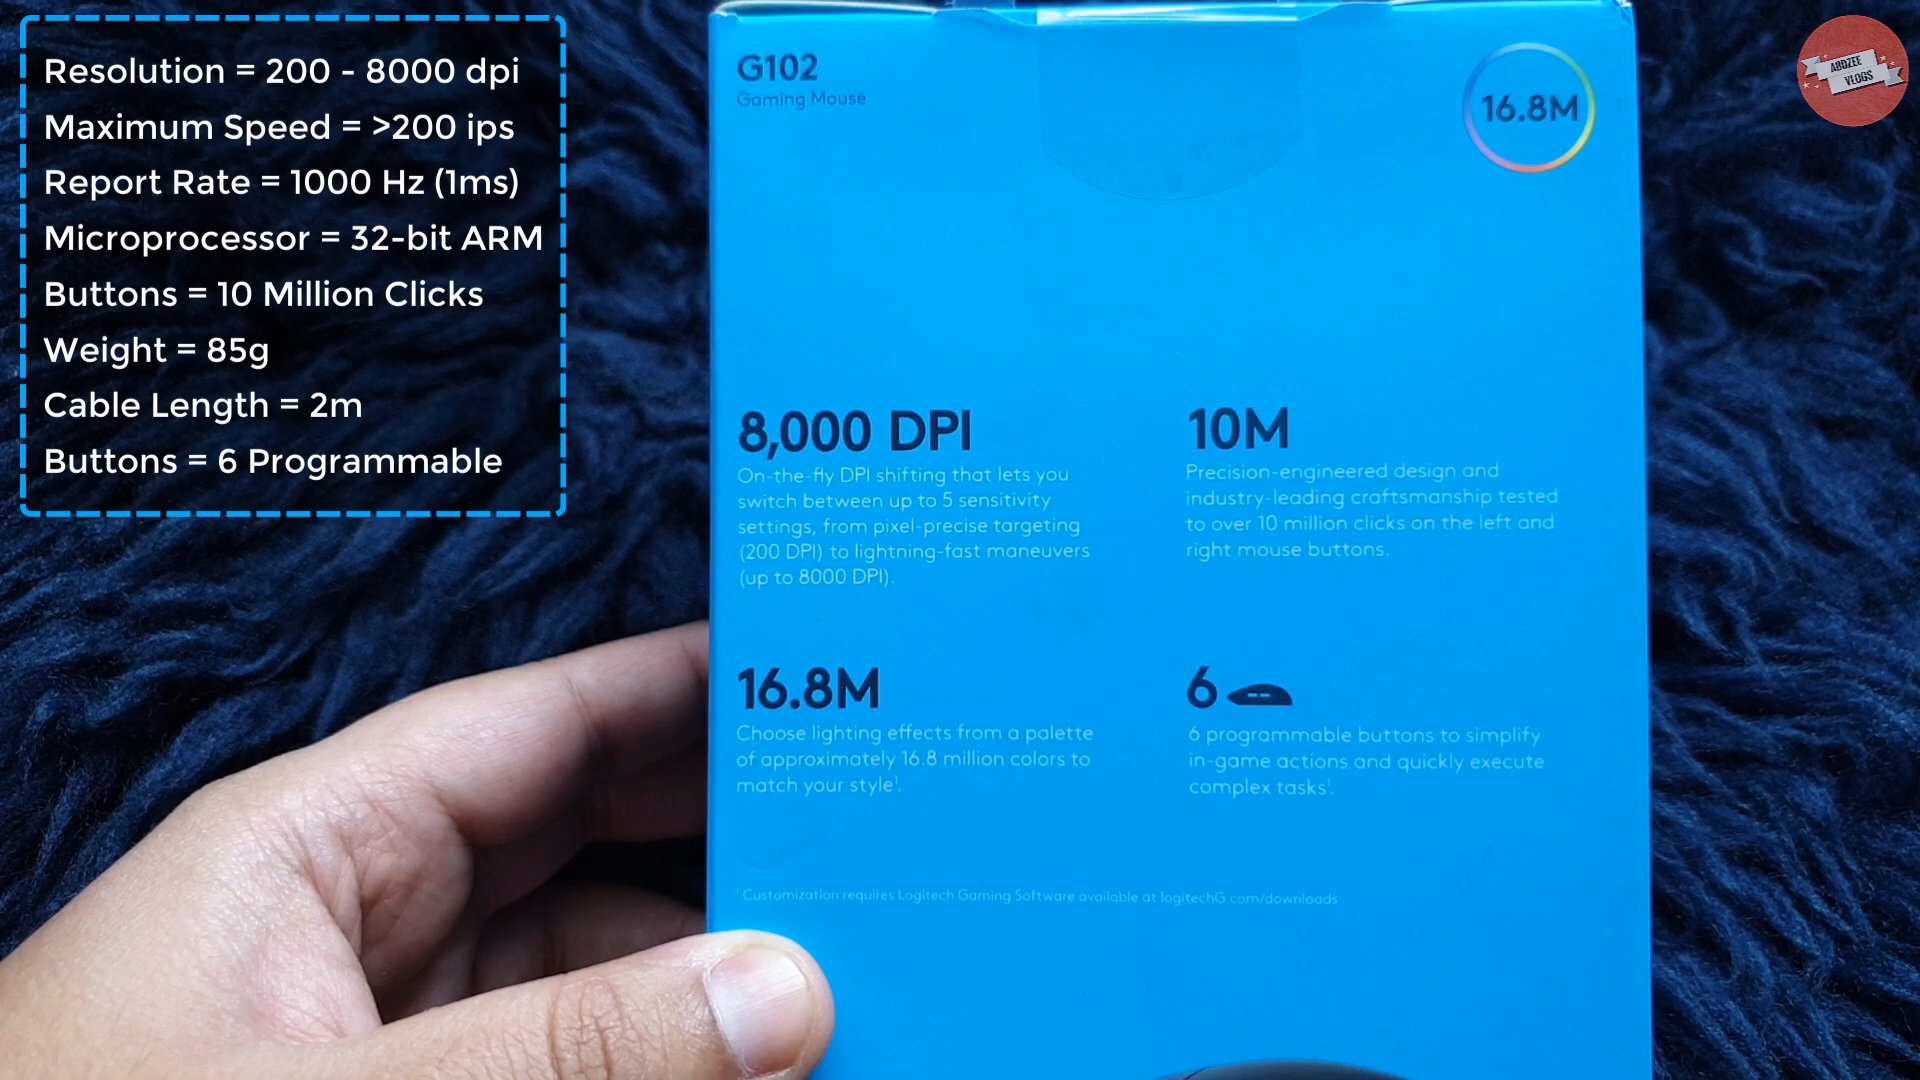 Resolution = 200 - 8000 dpi
Maximum Speed = >200 ips
Report Rate = 1000 Hz (1ms)
Microprocessor = 32-bit ARM
Buttons = 10 Million Clicks
Weight = 85g
Cable Length = 2m
Buttons = 6 Programmable
G102
Gaming Mouse
16.8M
ABDZEE
VLOGS
8,000 DPI
On-the-fly DPI shifting that lets you
switch between up to 5 sensitivity
settings, from pixel-precise targeting
(200 DPI) to lightning-fast maneuvers
(up to 8000 DPI).
10M
Precision-engineered design and
industry-leading craftsmanship tested
to over 10 million clicks on the left and
right mouse buttons.
16.8M
Choose lighting effects from a palette
of approximately 16.8 million colors to
match your style¹.
6
6 programmable buttons to simplify
in-game actions and quickly execute
complex tasks¹.
¹ Customization requires Logitech Gaming Software available at logitechG.com/downloads